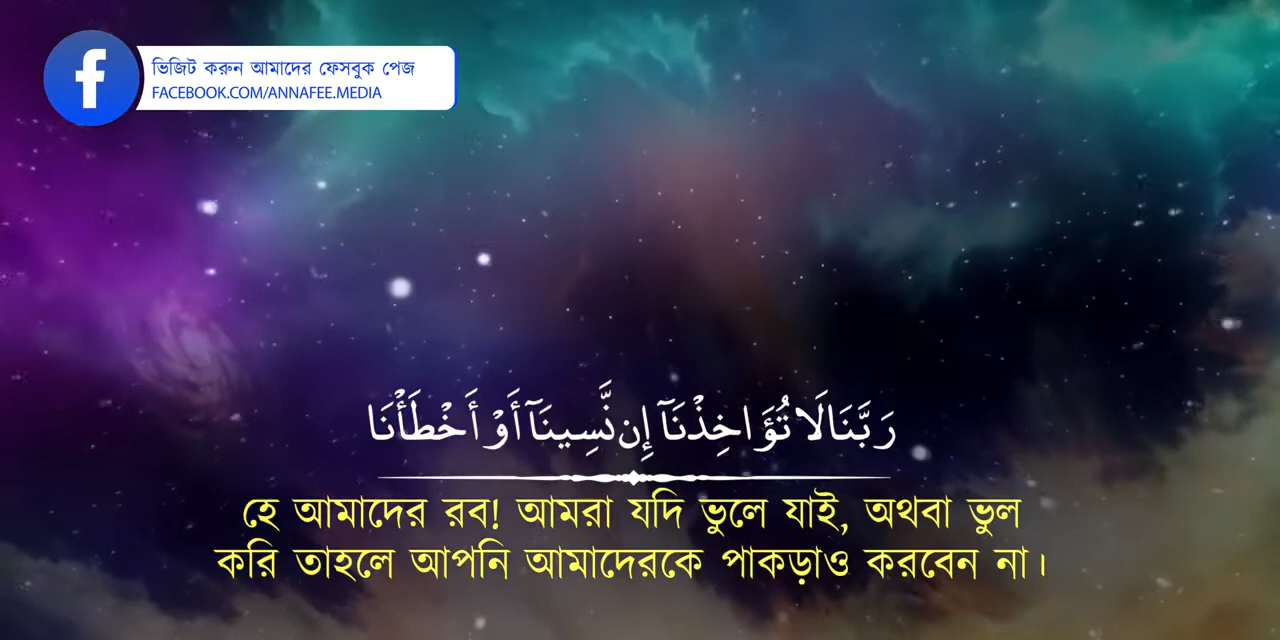 ভিজিট করুন আমাদের ফেসবুক পেজ
FACEBOOK.COM/ANNAFEE.MEDIA
رَبَّنَا لَا تُؤَاخِذْنَآ إِن نَّسِينَآ أَوْ أَخْطَأْنَا
হে আমাদের রব! আমরা যদি ভুলে যাই, অথবা ভুল
করি তাহলে আপনি আমাদেরকে পাকড়াও করবেন না।